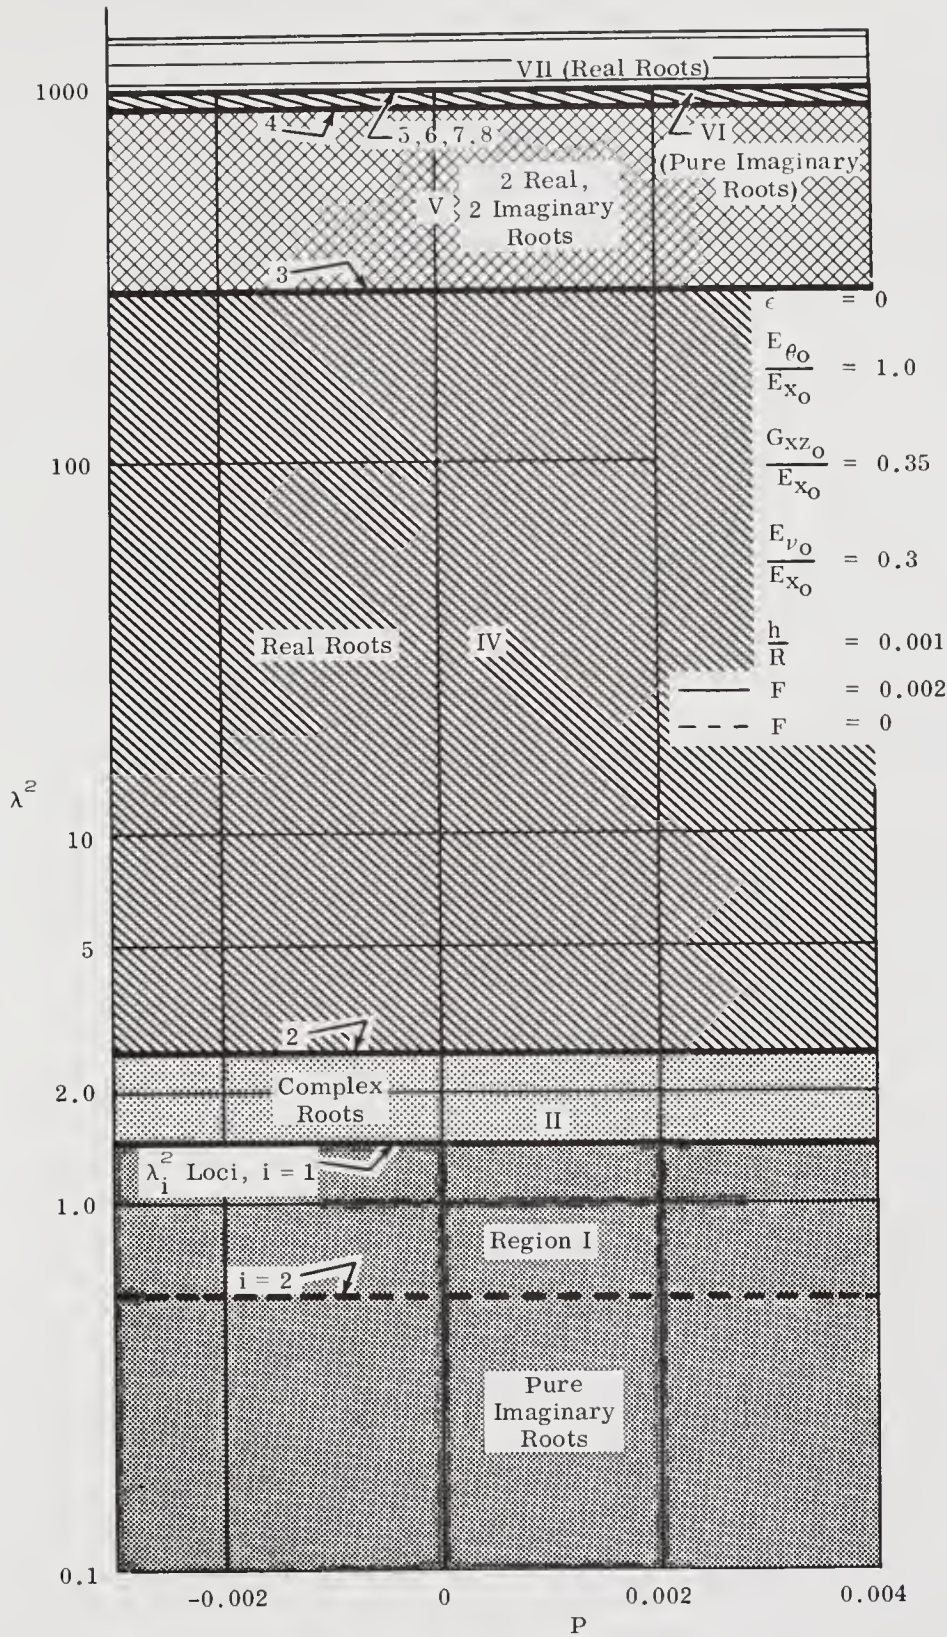 VII (Real Roots)
1000
4
5,6,7,8
VI
(Pure Imaginary
Roots)
2 Real,
V 2 Imaginary
Roots
3
ϵ = 0
E_θo / E_xo = 1.0
100
G_xzo / E_xo = 0.35
E_νo / E_xo = 0.3
Real Roots
IV
h / R = 0.001
F = 0.002
F = 0
λ²
10
5
2
2.0
Complex
Roots
II
λ_i² Loci, i = 1
1.0
Region I
i = 2
Pure
Imaginary
Roots
0.1
-0.002 0 0.002 0.004
P